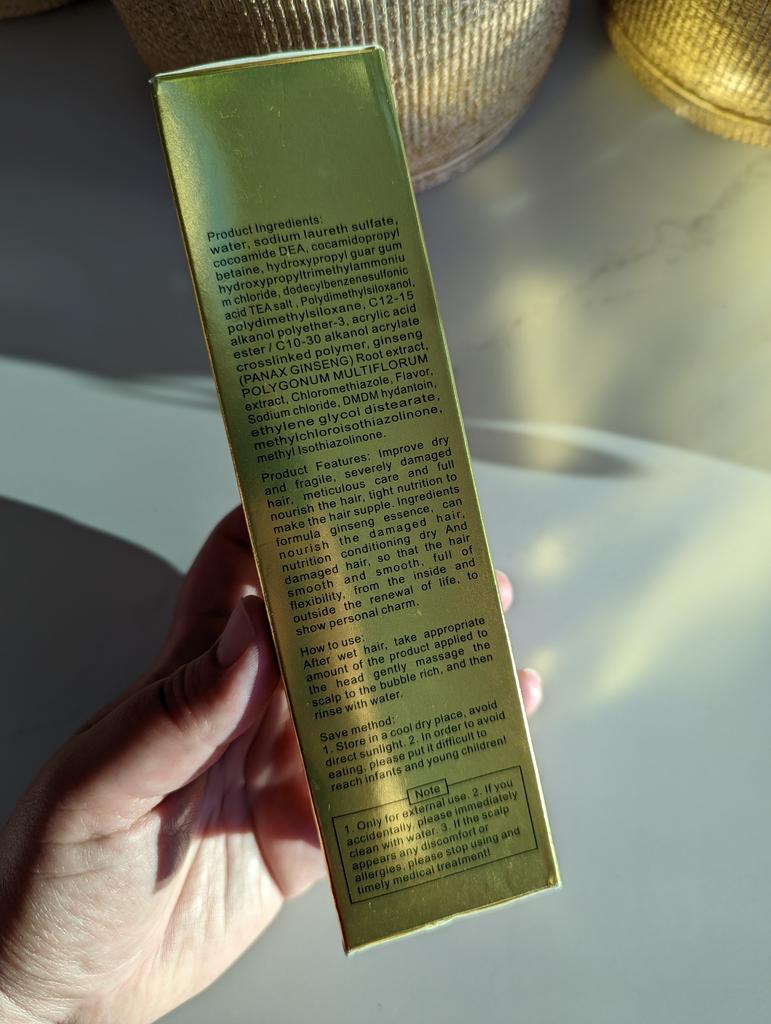 Product Ingredients:
water, sodium laureth sulfate,
cocoamide DEA, cocamidopropyl
betaine, hydroxypropyl guar gum
hydroxypropyltrimethylammoniu
m chloride, dodecylbenzenesulfonic
acid TEA salt , Polydimethylsiloxanol,
polydimethylsiloxane, C12-15
alkanol polyether-3, acrylic acid
ester / C10-30 alkanol acrylate
crosslinked polymer, ginseng
(PANAX GINSENG) Root extract,
POLYGONUM MULTIFLORUM
extract, Chloromethiazole, Flavor,
Sodium chloride, DMDM hydantoin,
ethylene glycol distearate,
methylchloroisothiazolinone,
methyl Isothiazolinone.
Product Features: Improve dry
and fragile, severely damaged
hair, meticulous care and full
nourish the hair, tight nutrition to
make the hair supple. Ingredients
formula ginseng essence, can
nourish the damaged hair,
nutrition conditioning dry And
damaged hair, so that the hair
smooth and smooth, full of
flexibility, from the inside and
outside the renewal of life, to
show personal charm.
How to use:
After wet hair, take appropriate
amount of the product applied to
the head gently massage the
scalp to the bubble rich, and then
rinse with water.
Save method:
1. Store in a cool dry place, avoid
direct sunlight. 2. In order to avoid
eating, please put it difficult to
reach infants and young children!
Note
1. Only for external use. 2. If you
accidentally, please immediately
clean with water. 3. If the scalp
appears any discomfort or
allergies, please stop using and
timely medical treatment!